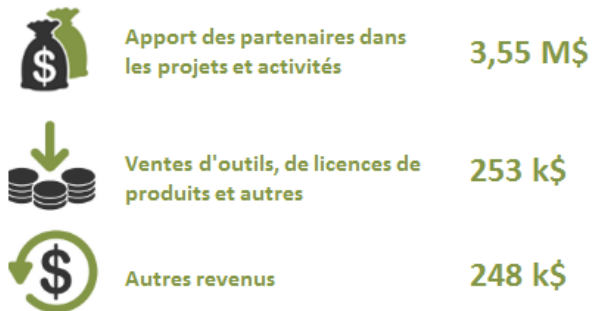 $
Apport des partenaires dans
les projets et activités
3,55 M$
Ventes d'outils, de licences de
produits et autres
253 k$
$
Autres revenus
248 k$